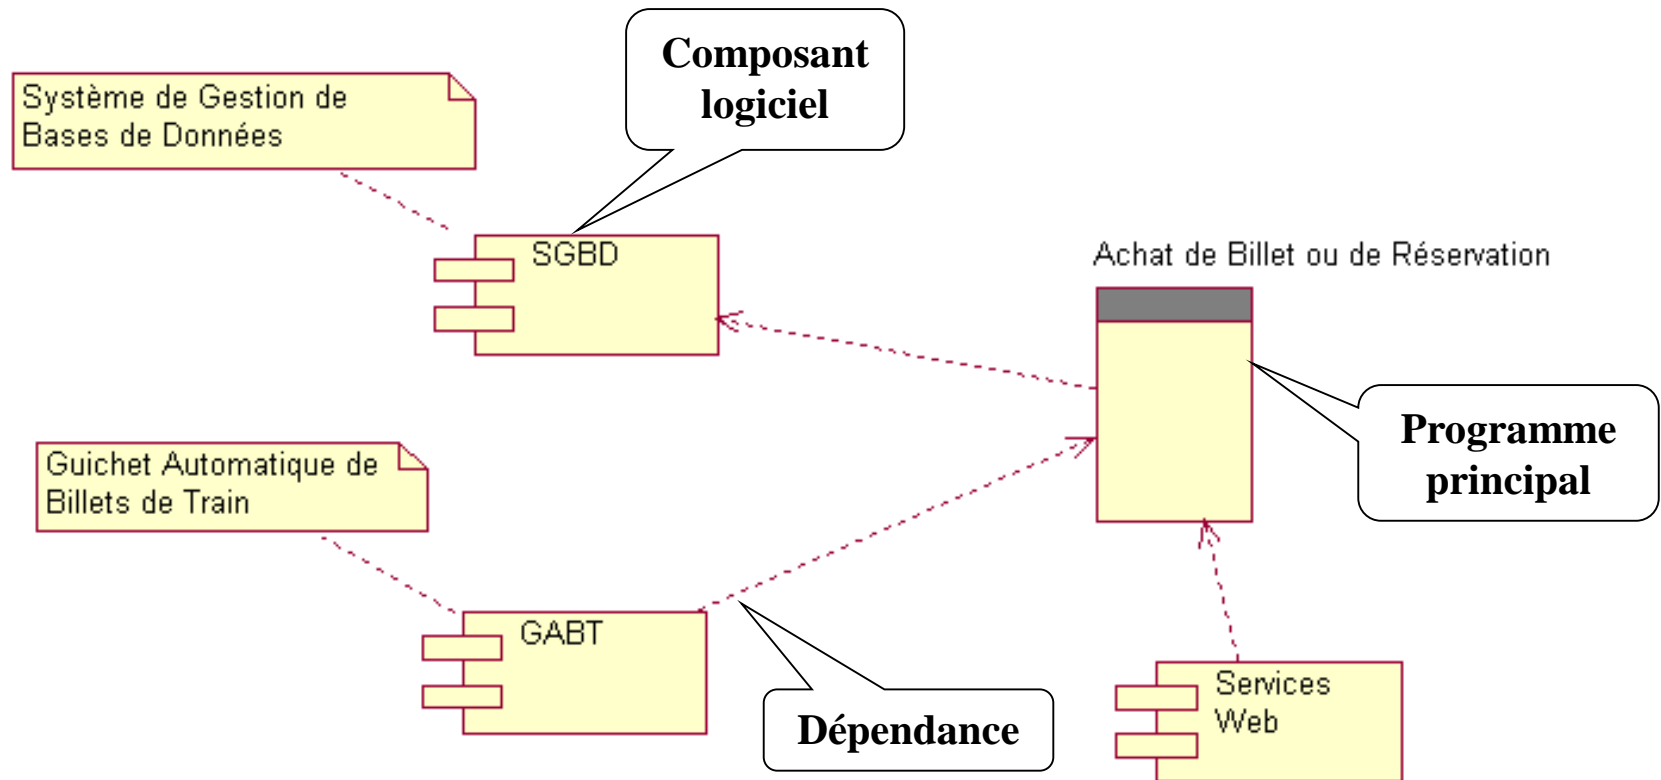 Composant
logiciel
Système de Gestion de
Bases de Données
SGBD
Achat de Billet ou de Réservation
Programme
principal
Guichet Automatique de
Billets de Train
GABT
Dépendance
Services
Web